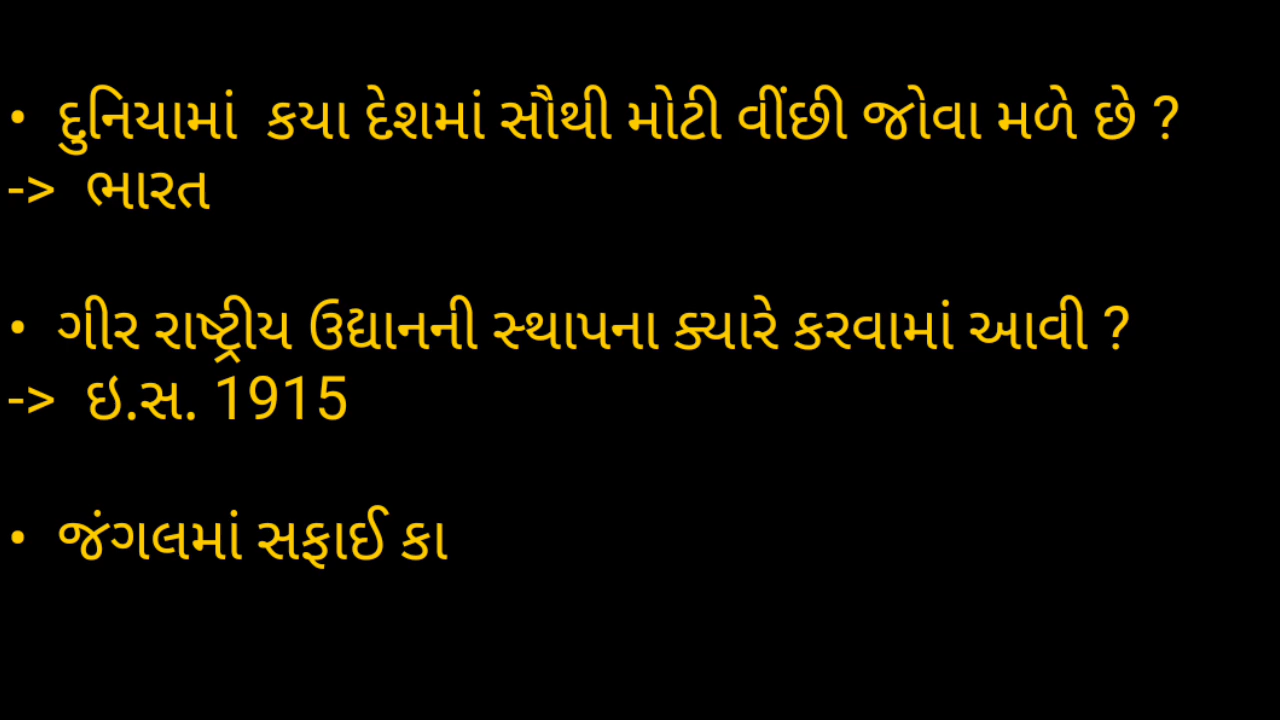 • દુનિયામાં કયા દેશમાં સૌથી મોટી વીંછી જોવા મળે છે ?
-> ભારત
• ગીર રાષ્ટ્રીય ઉદ્યાનની સ્થાપના ક્યારે કરવામાં આવી ?
-> ઇ.સ. 1915
• જંગલમાં સફાઈ કા